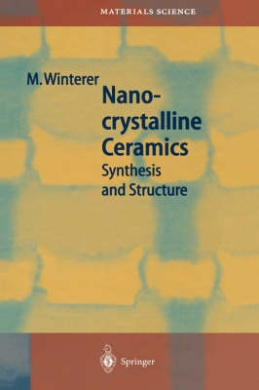 MATERIALS SCIENCE
M. Winterer
Nano-
crystalline
Ceramics
Synthesis
and Structure
Springer